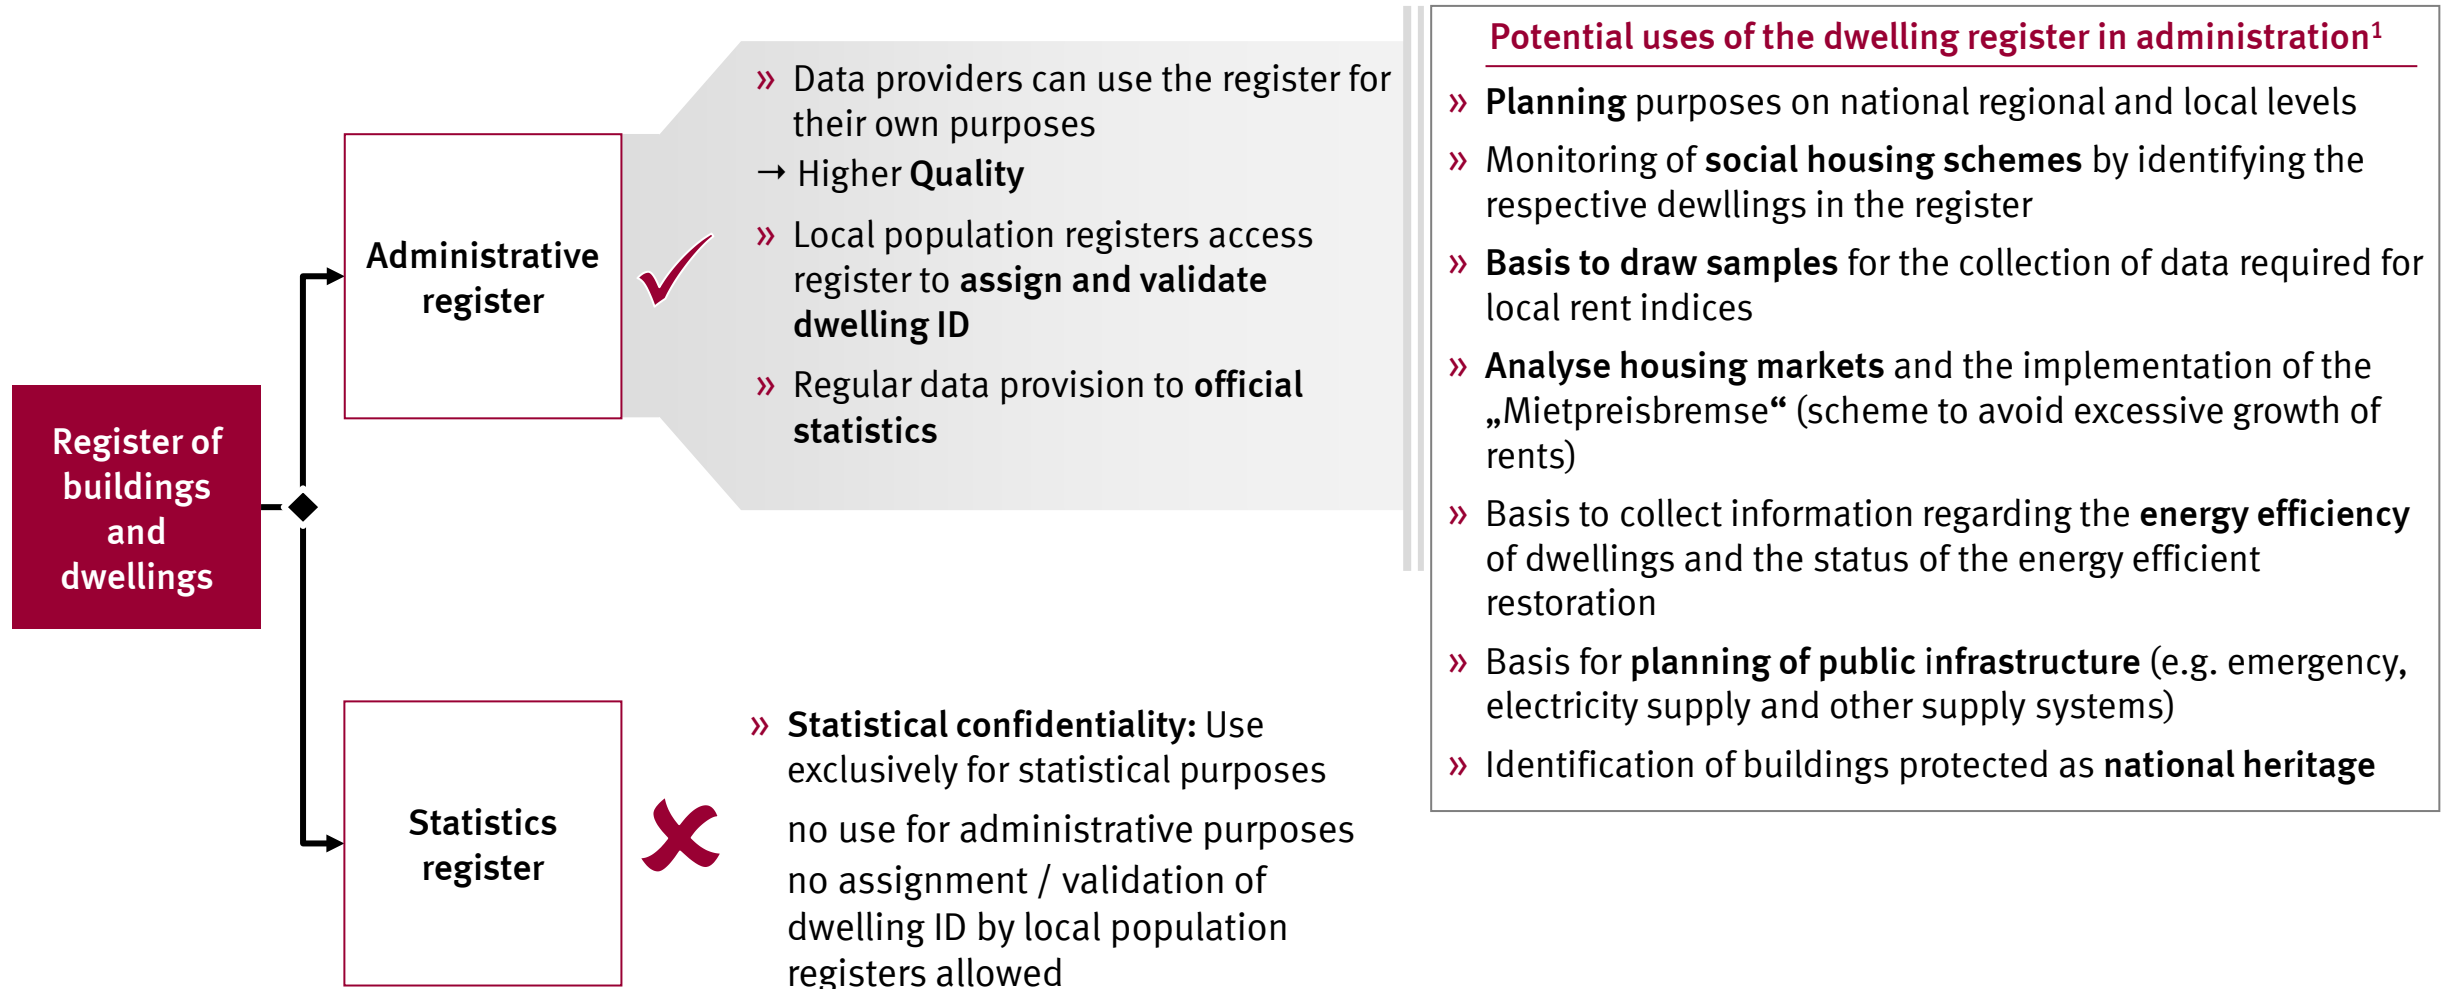 Register of
buildings
and
dwellings
Administrative
register
» Data providers can use the register for
their own purposes
→ Higher Quality
» Local population registers access
register to assign and validate
dwelling ID
» Regular data provision to official
statistics
Statistics
register
» Statistical confidentiality: Use
exclusively for statistical purposes
no use for administrative purposes
no assignment / validation of
dwelling ID by local population
registers allowed
Potential uses of the dwelling register in administration¹
» Planning purposes on national regional and local levels
» Monitoring of social housing schemes by identifying the
respective dewllings in the register
» Basis to draw samples for the collection of data required for
local rent indices
» Analyse housing markets and the implementation of the
„Mietpreisbremse“ (scheme to avoid excessive growth of
rents)
» Basis to collect information regarding the energy efficiency
of dwellings and the status of the energy efficient
restoration
» Basis for planning of public infrastructure (e.g. emergency,
electricity supply and other supply systems)
» Identification of buildings protected as national heritage